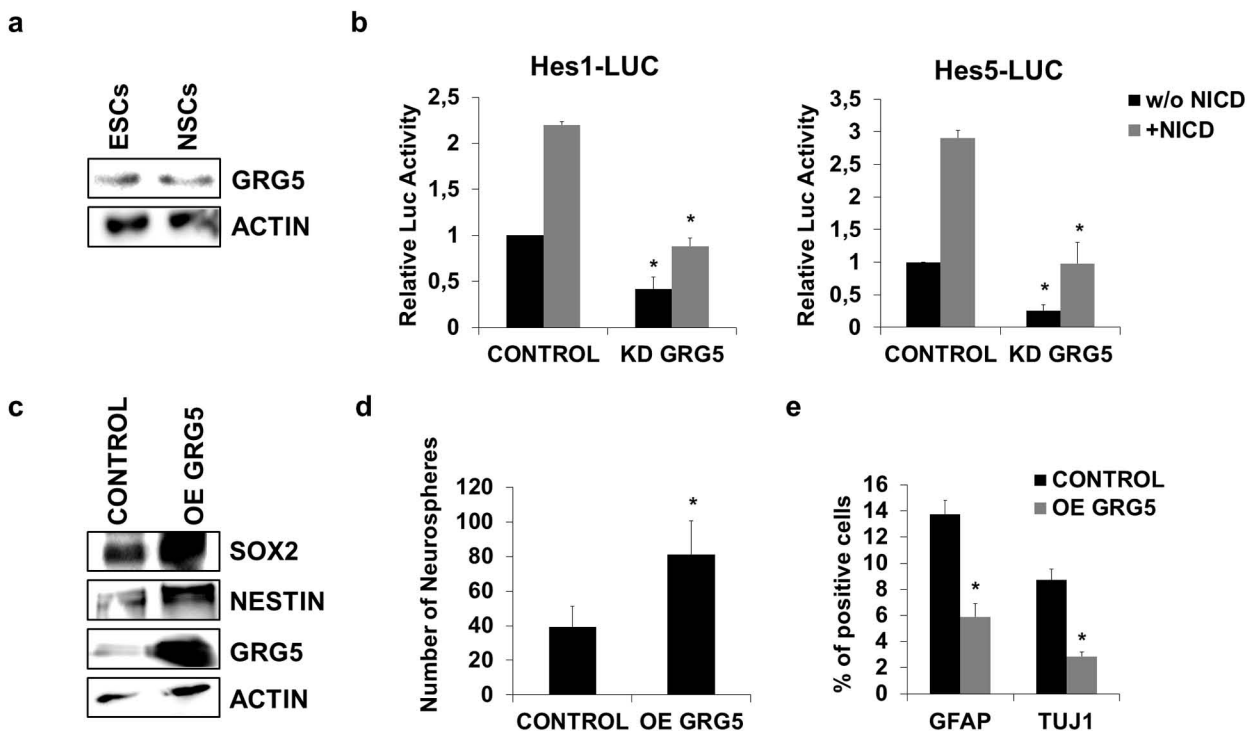 a
ESCs
NSCs
GRG5
ACTIN
b
Hes1-LUC
Relative Luc Activity
2,5
2
1,5
1
0,5
0
*
*
CONTROL
KD GRG5
Hes5-LUC
Relative Luc Activity
3,5
3
2,5
2
1,5
1
0,5
0
*
*
CONTROL
KD GRG5
w/o NICD
+NICD
c
CONTROL
OE GRG5
SOX2
NESTIN
GRG5
ACTIN
d
Number of Neurospheres
120
100
80
60
40
20
0
*
CONTROL
OE GRG5
e
% of positive cells
16
14
12
10
8
6
4
2
0
*
*
GFAP
TUJ1
CONTROL
OE GRG5